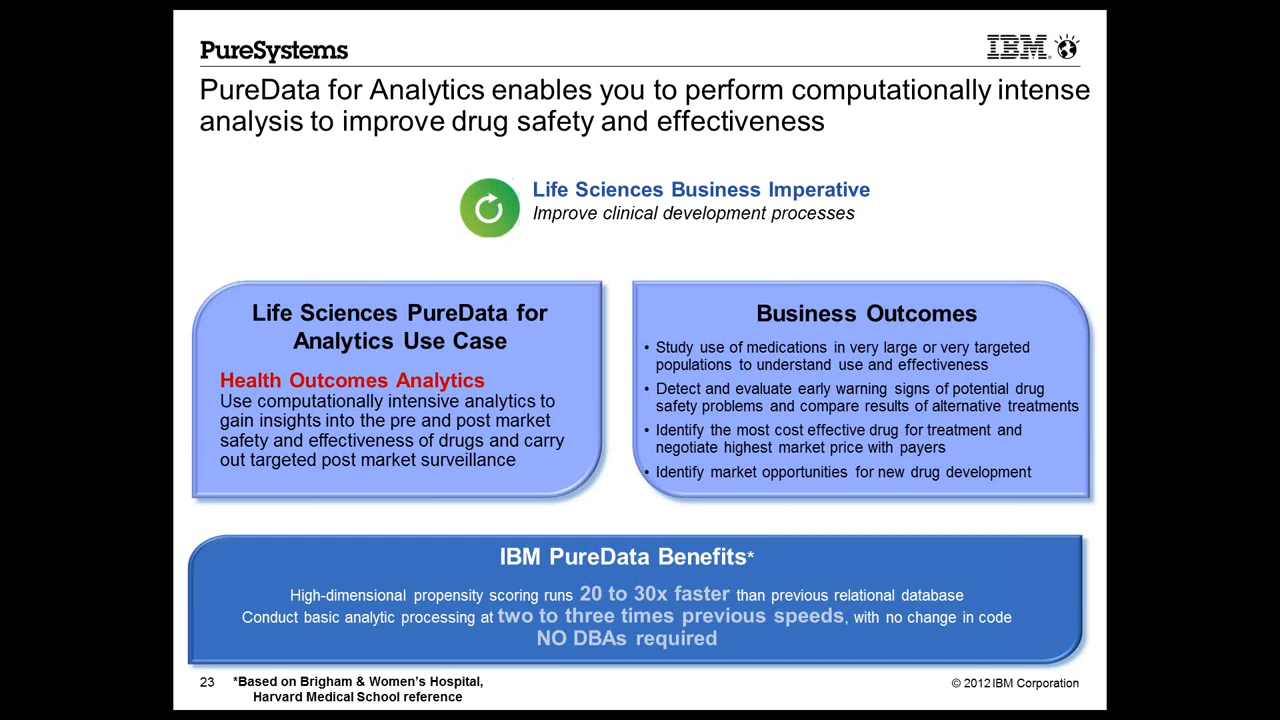 PureSystems
IBM®
PureData for Analytics enables you to perform computationally intense
analysis to improve drug safety and effectiveness
Life Sciences Business Imperative
Improve clinical development processes
Life Sciences PureData for
Analytics Use Case
Health Outcomes Analytics
Use computationally intensive analytics to
gain insights into the pre and post market
safety and effectiveness of drugs and carry
out targeted post market surveillance
Business Outcomes
• Study use of medications in very large or very targeted
populations to understand use and effectiveness
• Detect and evaluate early warning signs of potential drug
safety problems and compare results of alternative treatments
• Identify the most cost effective drug for treatment and
negotiate highest market price with payers
• Identify market opportunities for new drug development
IBM PureData Benefits*
High-dimensional propensity scoring runs 20 to 30x faster than previous relational database
Conduct basic analytic processing at two to three times previous speeds, with no change in code
NO DBAs required
23
*Based on Brigham & Women's Hospital,
Harvard Medical School reference
© 2012 IBM Corporation